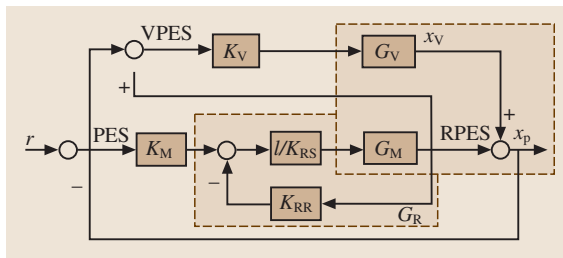 VPES
K_V
G_V
x_V
+
+
r
PES
K_M
l/K_RS
G_M
RPES
x_p
−
−
K_RR
G_R